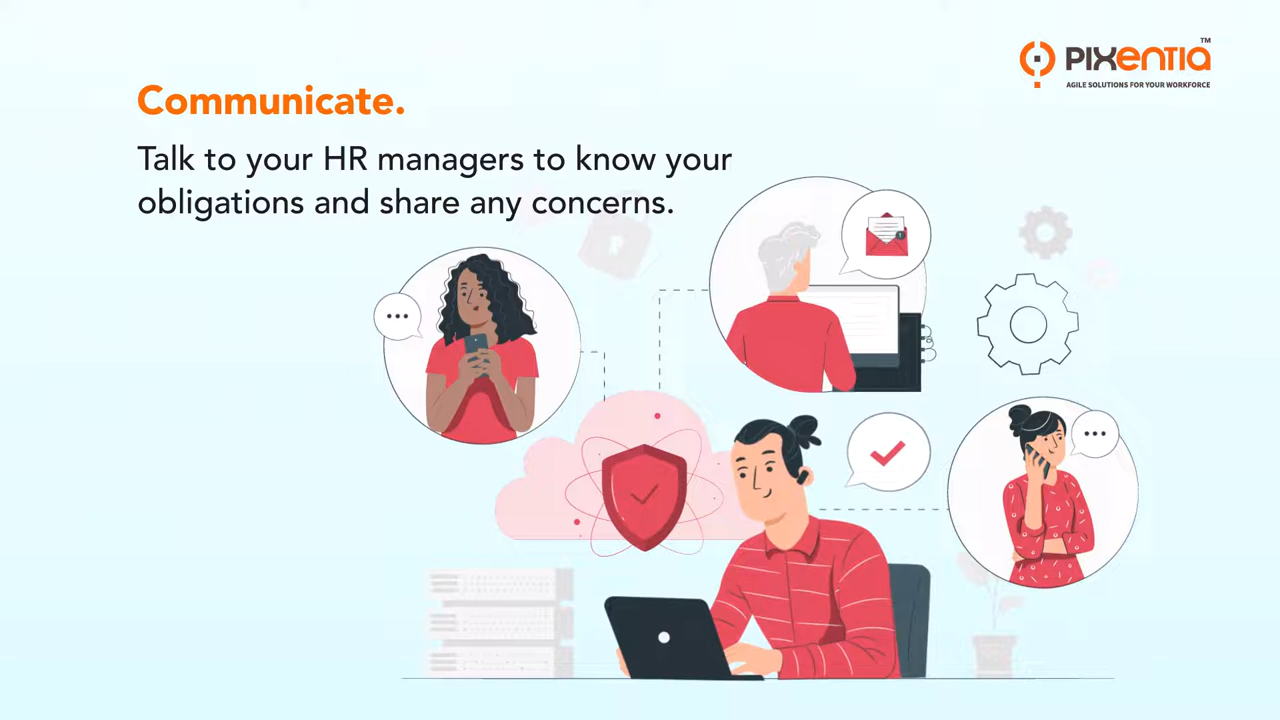 Communicate.
Talk to your HR managers to know your
obligations and share any concerns.
PIXENTIA™
AGILE SOLUTIONS FOR YOUR WORKFORCE